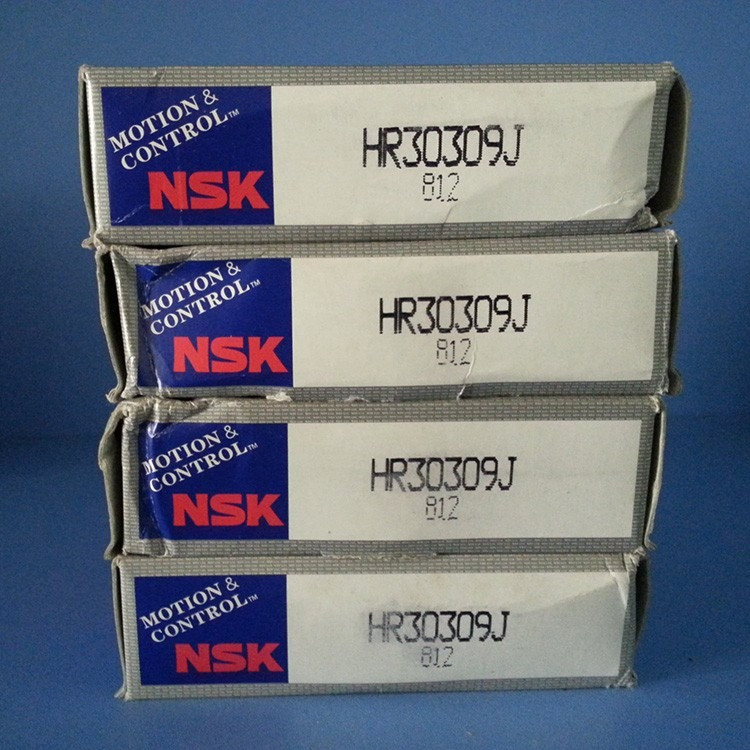 MOTION &
CONTROL™
NSK
HR30309J
812
MOTION &
CONTROL™
NSK
HR30309J
812
MOTION &
CONTROL™
NSK
HR30309J
812
MOTION &
CONTROL™
NSK
HR30309J
812